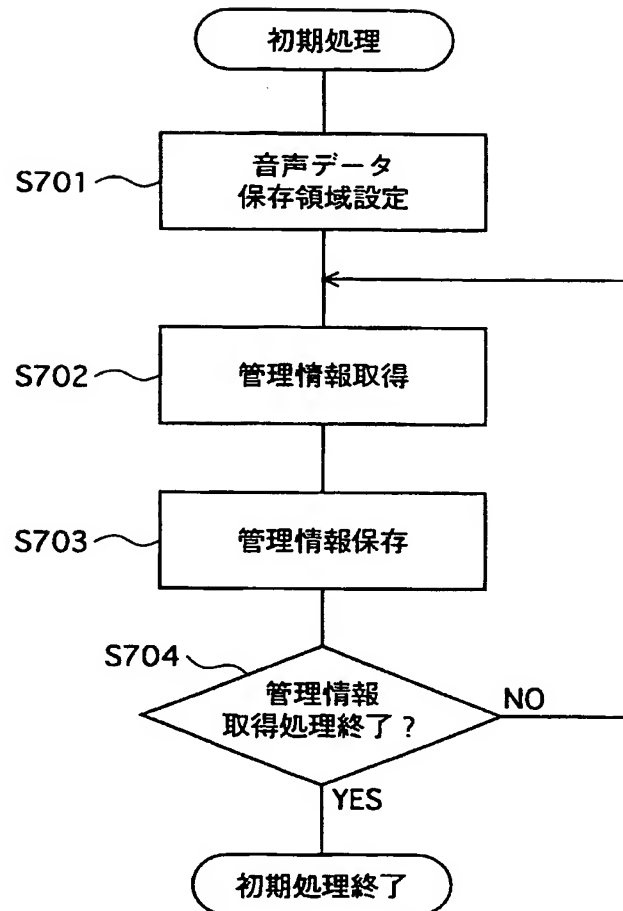 初期処理
S701
音声データ
保存領域設定
S702
管理情報取得
S703
管理情報保存
S704
管理情報
取得処理終了?
NO
YES
初期処理終了